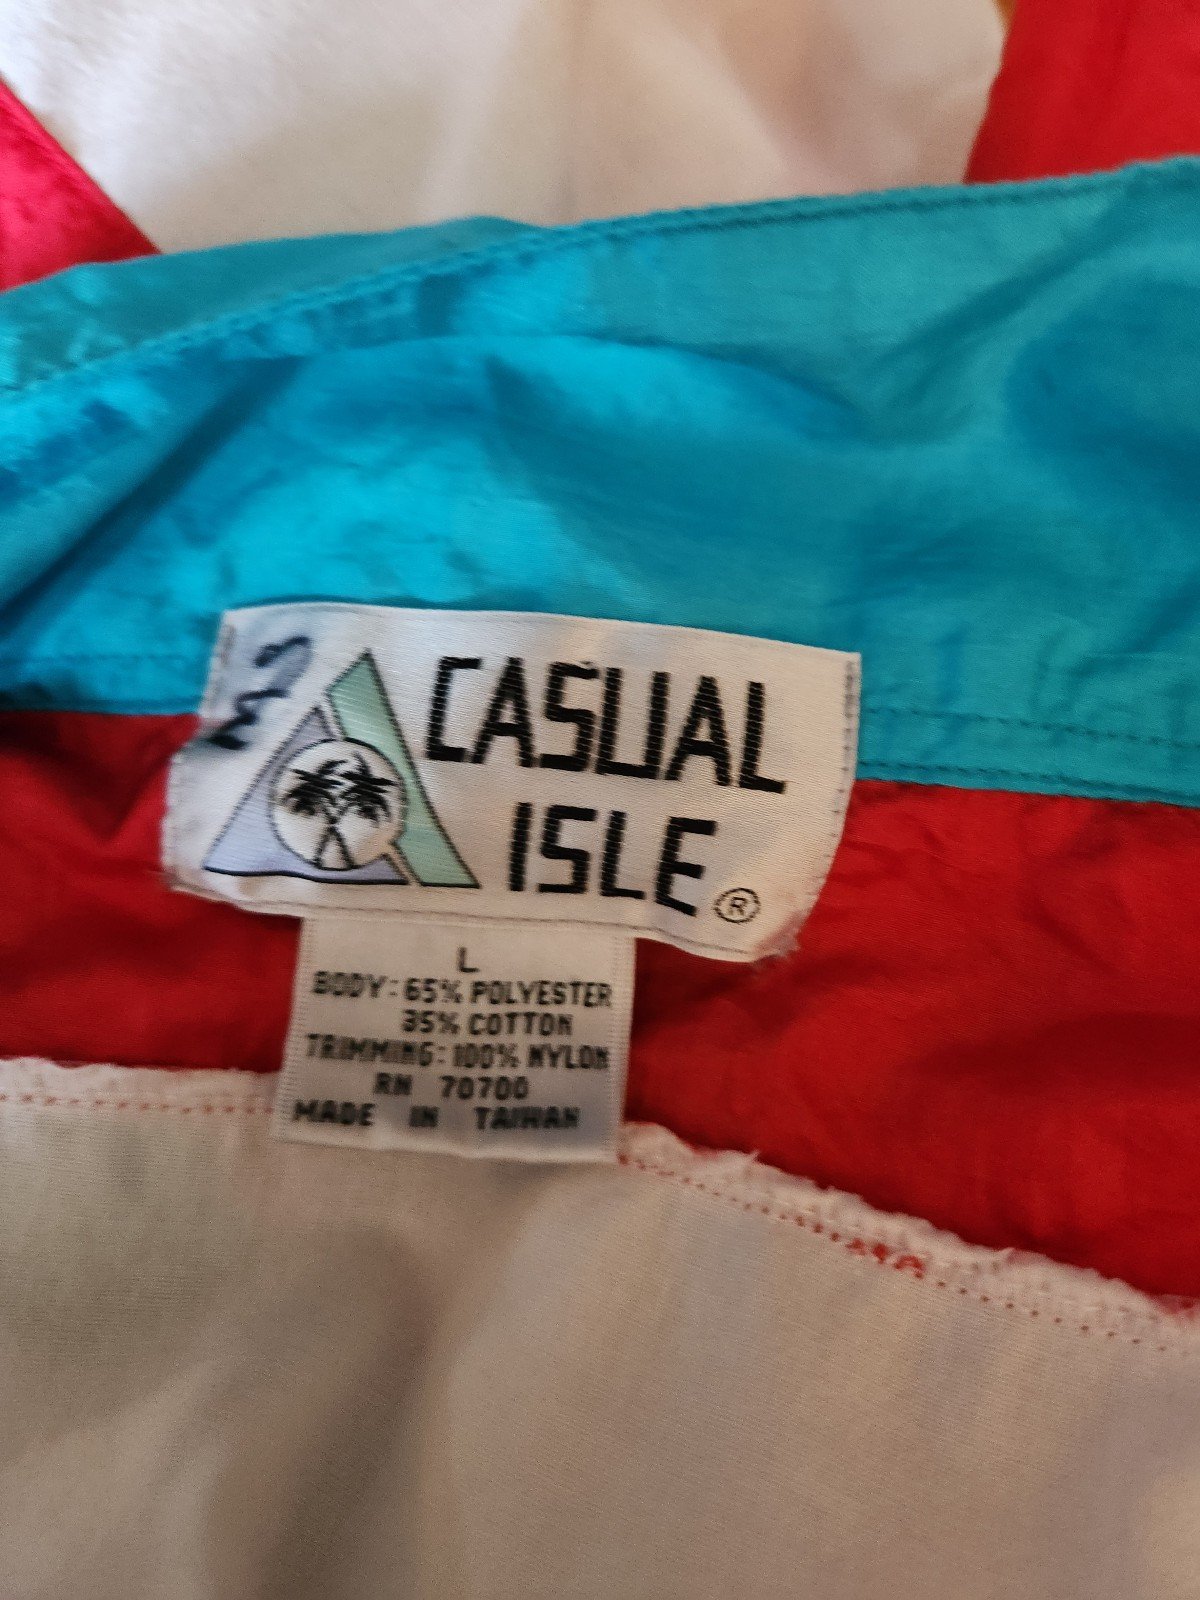 CASUAL
ISLE ®
L
BODY: 65% POLYESTER
35% COTTON
TRIMMING: 100% NYLON
RN 70700
MADE IN TAIWAN